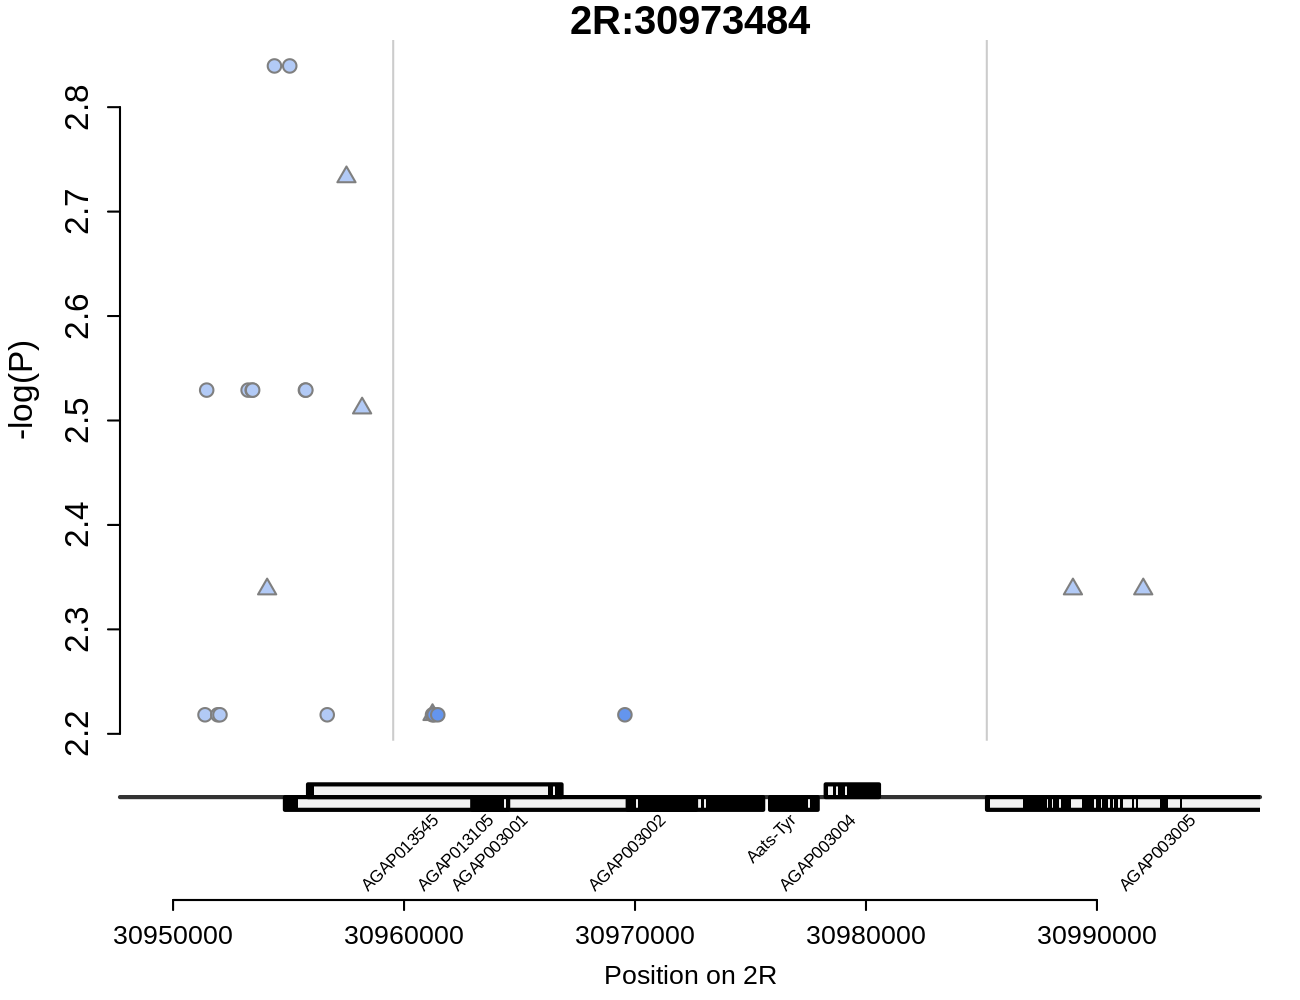 2R:30973484
-log(P)
2.8
2.7
2.6
2.5
2.4
2.3
2.2
AGAP013545
AGAP013105
AGAP003001
AGAP003002
Aats-Tyr
AGAP003004
AGAP003005
30950000
30960000
30970000
30980000
30990000
Position on 2R